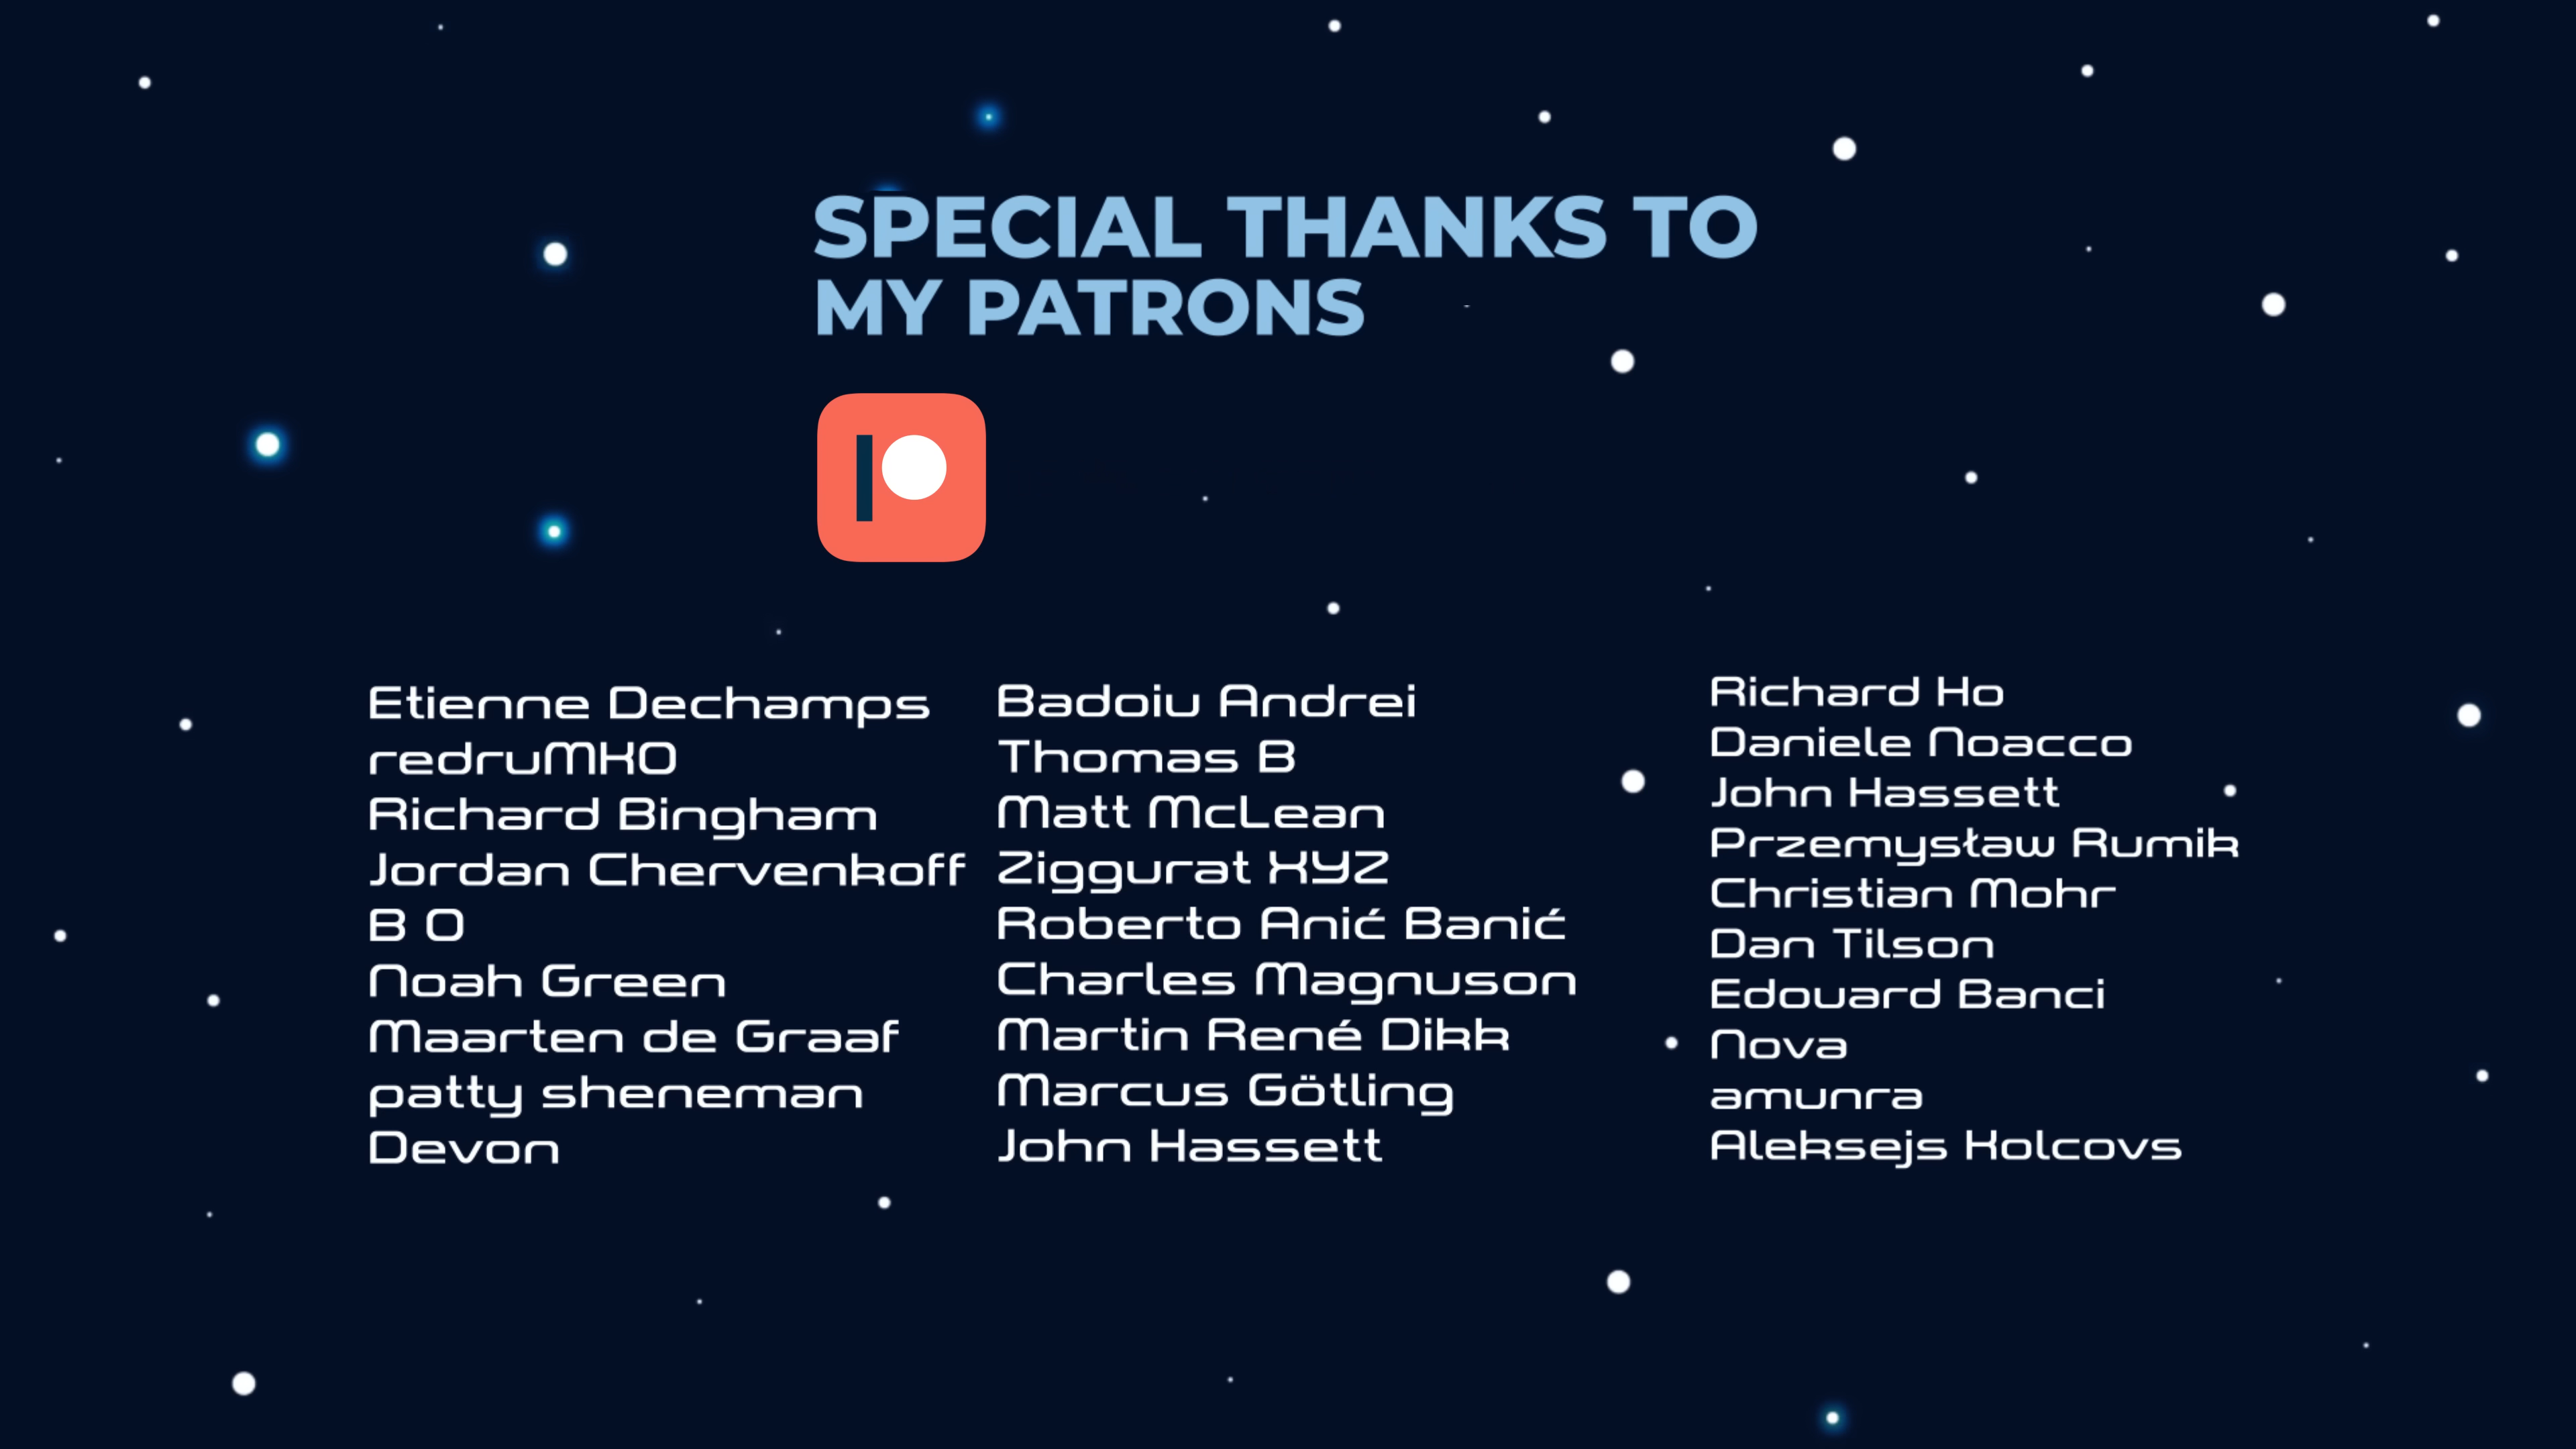 SPECIAL THANKS TO
MY PATRONS
Etienne Dechamps
redruMKO
Richard Bingham
Jordan Chervenkoff
B O
Noah Green
Maarten de Graaf
patty sheneman
Devon
Badoiu Andrei
Thomas B
Matt McLean
Ziggurat XYZ
Roberto Anić Banić
Charles Magnuson
Martin René Dikk
Marcus Götling
John Hassett
Richard Ho
Daniele Noacco
John Hassett
Przemysław Rumik
Christian Mohr
Dan Tilson
Edouard Banci
Nova
amunra
Aleksejs Kolcovs